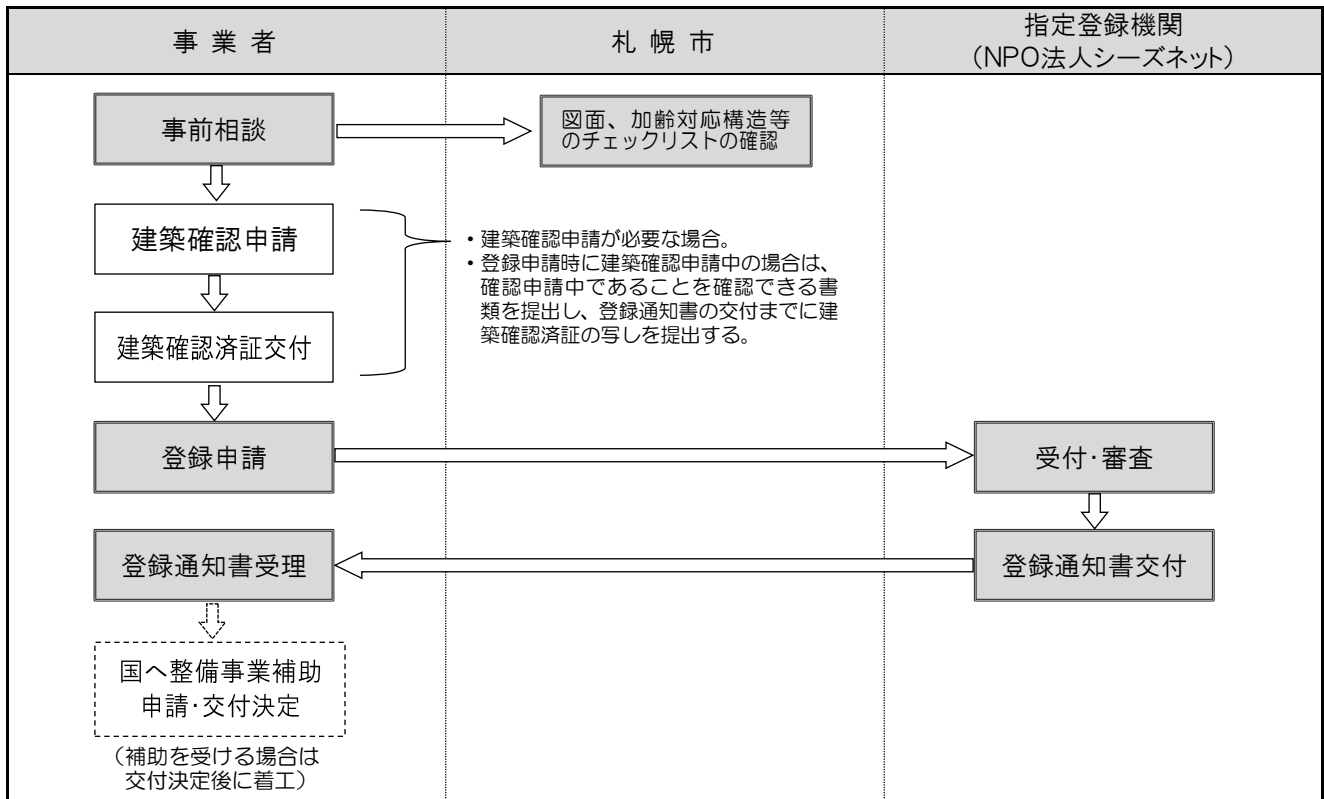 事 業 者
札 幌 市
指定登録機関
（NPO法人シーズネット）
事前相談
図面、加齢対応構造等
のチェックリストの確認
建築確認申請
・建築確認申請が必要な場合。
・登録申請時に建築確認申請中の場合は、
確認申請中であることを確認できる書
類を提出し、登録通知書の交付までに建
築確認済証の写しを提出する。
建築確認済証交付
登録申請
受付・審査
登録通知書受理
登録通知書交付
国へ整備事業補助
申請・交付決定
（補助を受ける場合は
交付決定後に着工）